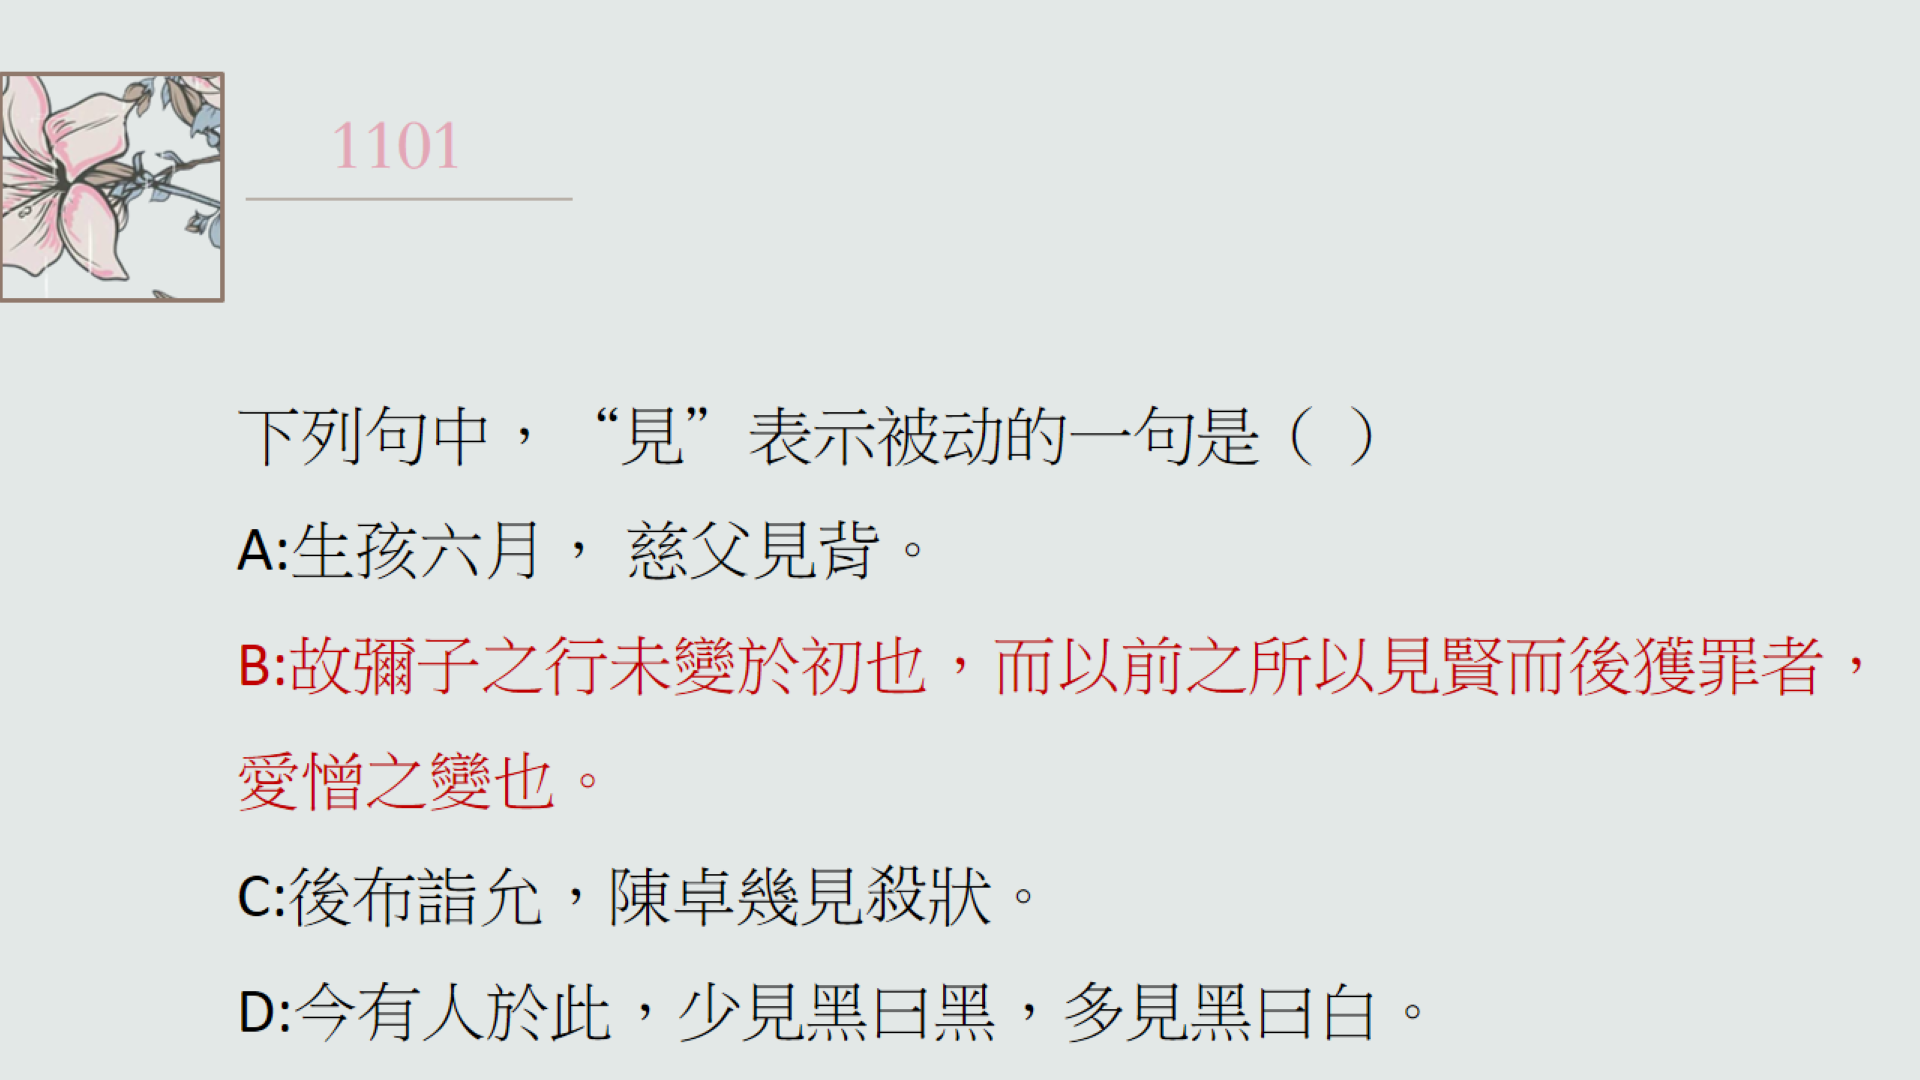 1101
下列句中，“見”表示被动的一句是（ ）
A:生孩六月， 慈父見背。
B:故彌子之行未變於初也，而以前之所以見賢而後獲罪者，
愛憎之變也。
C:後布詣允，陳卓幾見殺狀。
D:今有人於此，少見黑曰黑，多見黑曰白。